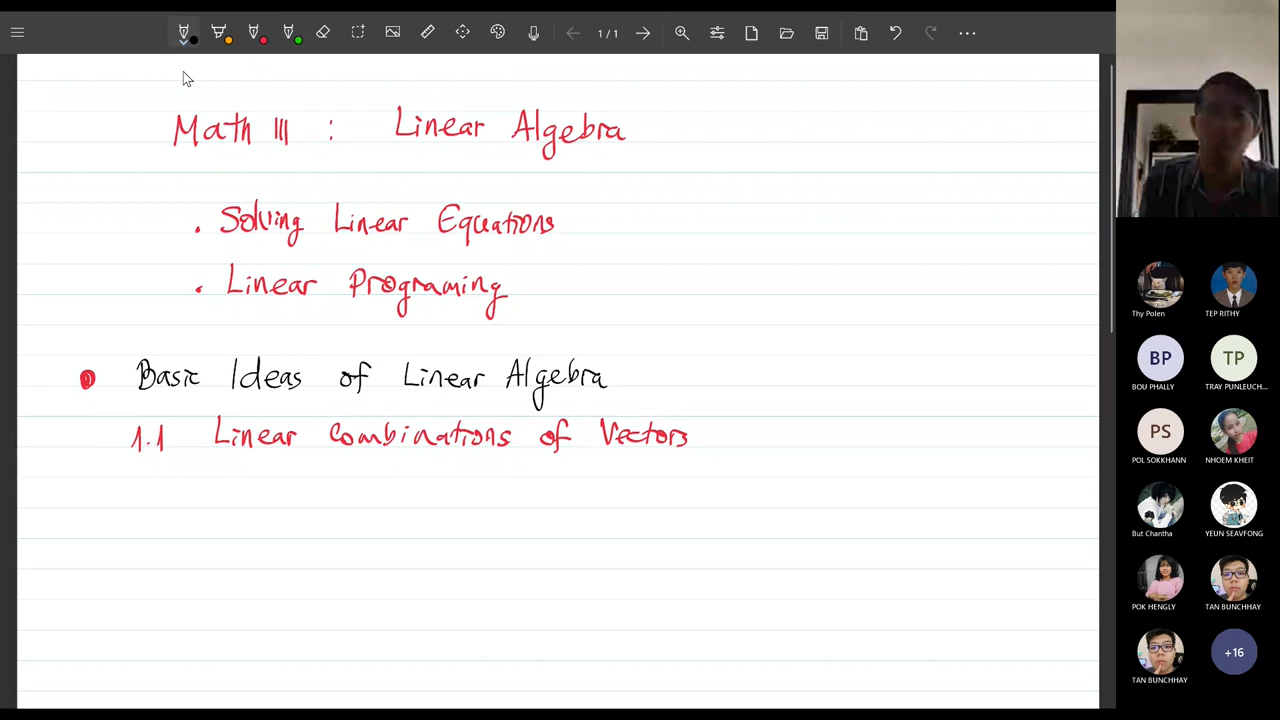 1 / 1
Math III : Linear Algebra
. Solving Linear Equations
. Linear Programing
Basic Ideas of Linear Algebra
1.1 Linear Combinations of Vectors
Thy Polen
TEP RITHY
BP
TP
BOU PHALLY
TRAY PUNLEUCH...
PS
POL SOKKHANN
NHOEM KHEIT
But Chantha
YEUN SEAVFONG
POK HENGLY
TAN BUNCHHAY
+16
TAN BUNCHHAY